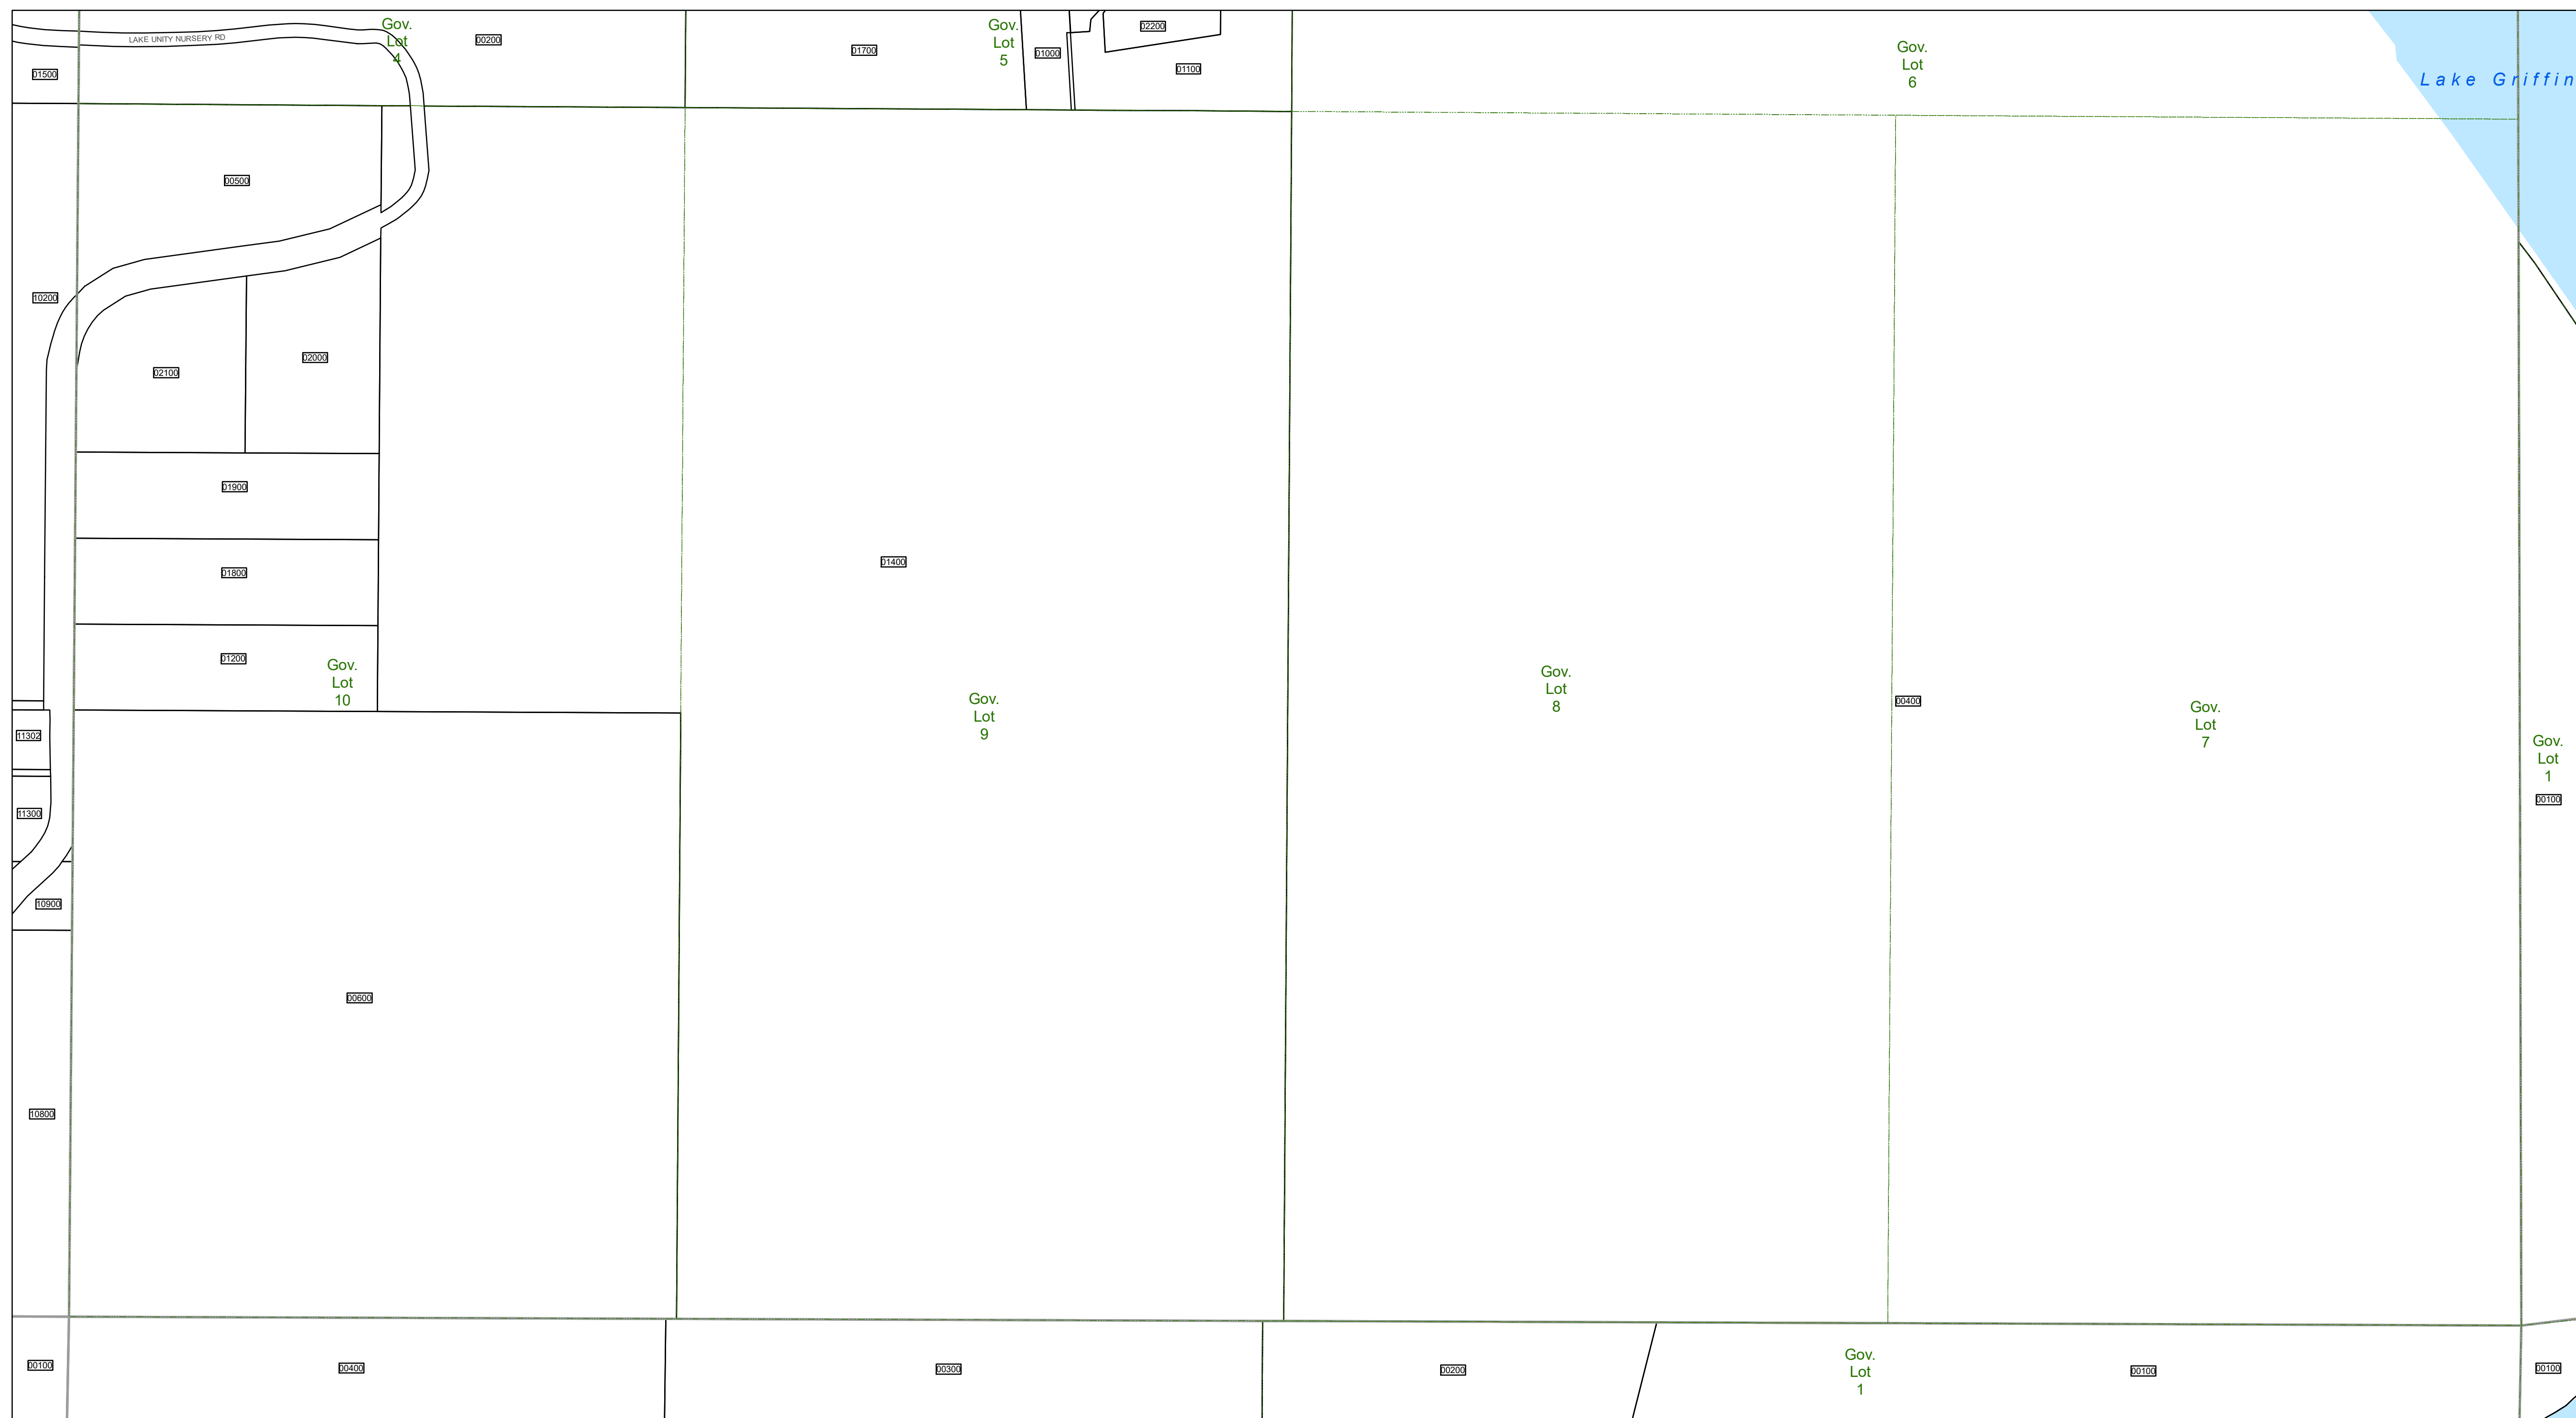 Gov.
Lot
4
LAKE UNITY NURSERY RD
00200
01700
Gov.
Lot
5
01000
02200
01100
Gov.
Lot
6
Lake Griffin
01500
00500
10200
02100
02000
01900
01800
01200
Gov.
Lot
10
01400
Gov.
Lot
9
Gov.
Lot
8
00400
Gov.
Lot
7
Gov.
Lot
1
00100
11302
11300
10900
00600
10800
00100
00400
00300
00200
Gov.
Lot
1
00100
00100